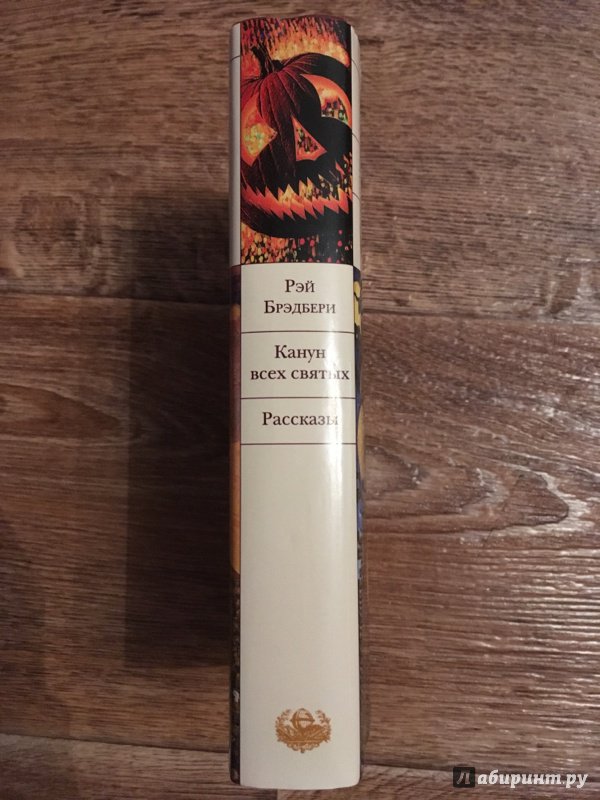 Рэй
Брэдбери
Канун
всех святых
Рассказы
лабиринт.ру